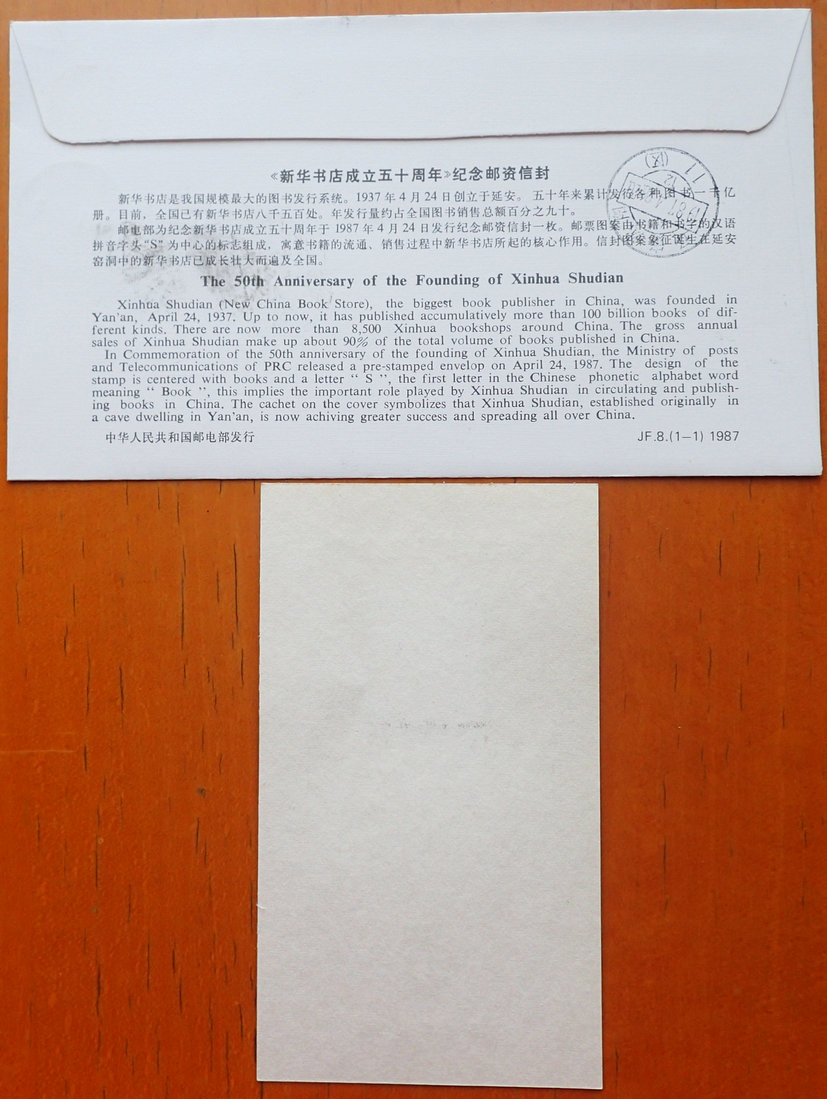 《新华书店成立五十周年》纪念邮资信封
新华书店是我国规模最大的图书发行系统。1937年4月24日创立于延安。五十年来累计发行各种图书一千亿
册。目前，全国已有新华书店八千五百处。年发行量约占全国图书销售总额百分之九十。
邮电部为纪念新华书店成立五十周年于1987年4月24日发行纪念邮资信封一枚。邮票图案由书籍和书字的汉语
拼音字头“S”为中心的标志组成，寓意书籍的流通、销售过程中新华书店所起的核心作用。信封图案象征诞生在延安
窑洞中的新华书店已成长壮大而遍及全国。
The 50th Anniversary of the Founding of Xinhua Shudian
Xinhua Shudian (New China Book Store), the biggest book publisher in China, was founded in
Yan'an, April 24, 1937. Up to now, it has published accumulatively more than 100 billion books of dif-
ferent kinds. There are now more than 8,500 Xinhua bookshops around China. The gross annual
sales of Xinhua Shudian make up about 90% of the total volume of books published in China.
In Commemoration of the 50th anniversary of the founding of Xinhua Shudian, the Ministry of posts
and Telecommunications of PRC released a pre-stamped envelop on April 24, 1987. The design of the
stamp is centered with books and a letter “ S ”, the first letter in the Chinese phonetic alphabet word
meaning “ Book ”, this implies the important role played by Xinhua Shudian in circulating and publish-
ing books in China. The cachet on the cover symbolizes that Xinhua Shudian, established originally in
a cave dwelling in Yan'an, is now achiving greater success and spreading all over China.
中华人民共和国邮电部发行
JF.8.(1—1) 1987